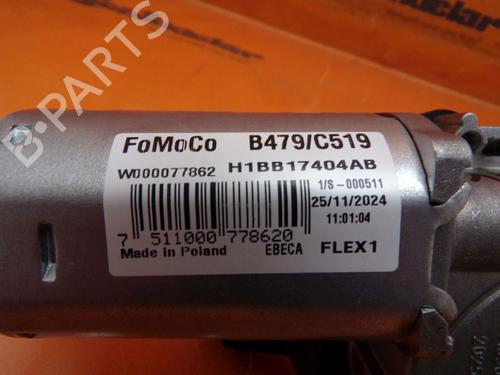 FoMoCo B479/C519
W000077862 H1BB17404AB
1/S-000511
25/11/2024
11:01:04
7 511000 778620
Made in Poland EBECA FLEX1
BPARTS